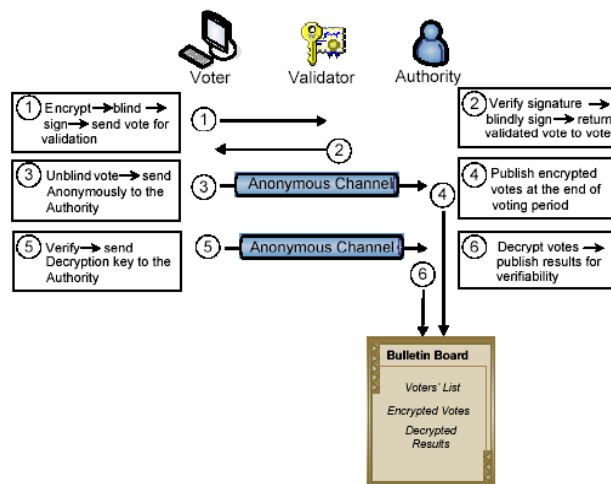 Voter
Validator
Authority
1 Encrypt → blind →
sign → send vote for
validation
1
2 Verify signature →
blindly sign → return
validated vote to vote
2
3 Unblind vote → send
Anonymously to the
Authority
3
Anonymous Channel
4
4 Publish encrypted
votes at the end of
voting period
5 Verify → send
Decryption key to the
Authority
5
Anonymous Channel
6
6 Decrypt votes →
publish results for
verifiability
Bulletin Board
Voters' List
Encrypted Votes
Decrypted
Results